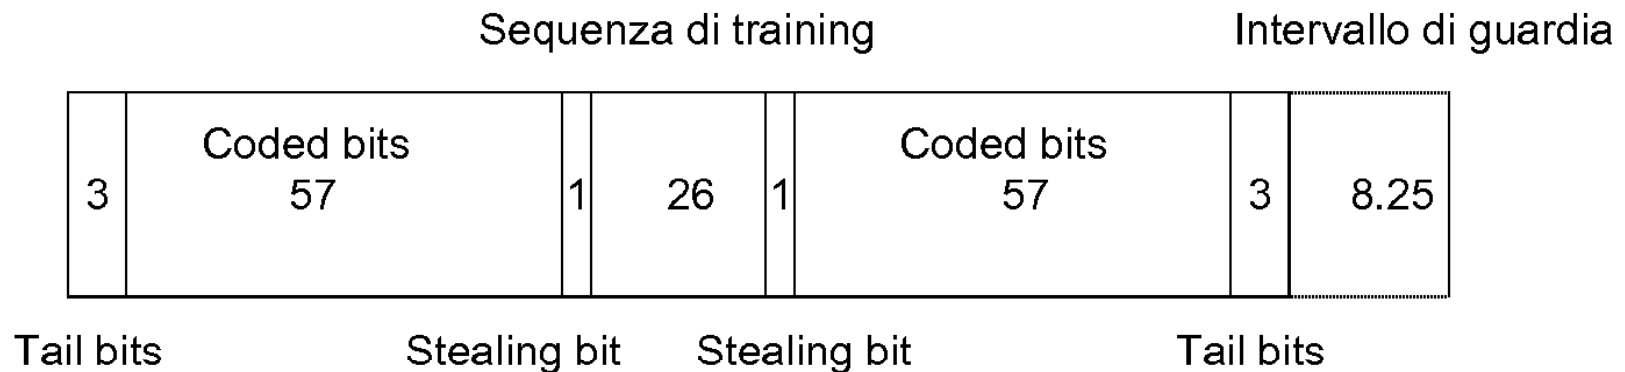 Sequenza di training
Intervallo di guardia
Coded bits
Coded bits
3
57
1
26
1
57
3
8.25
Tail bits
Stealing bit
Stealing bit
Tail bits